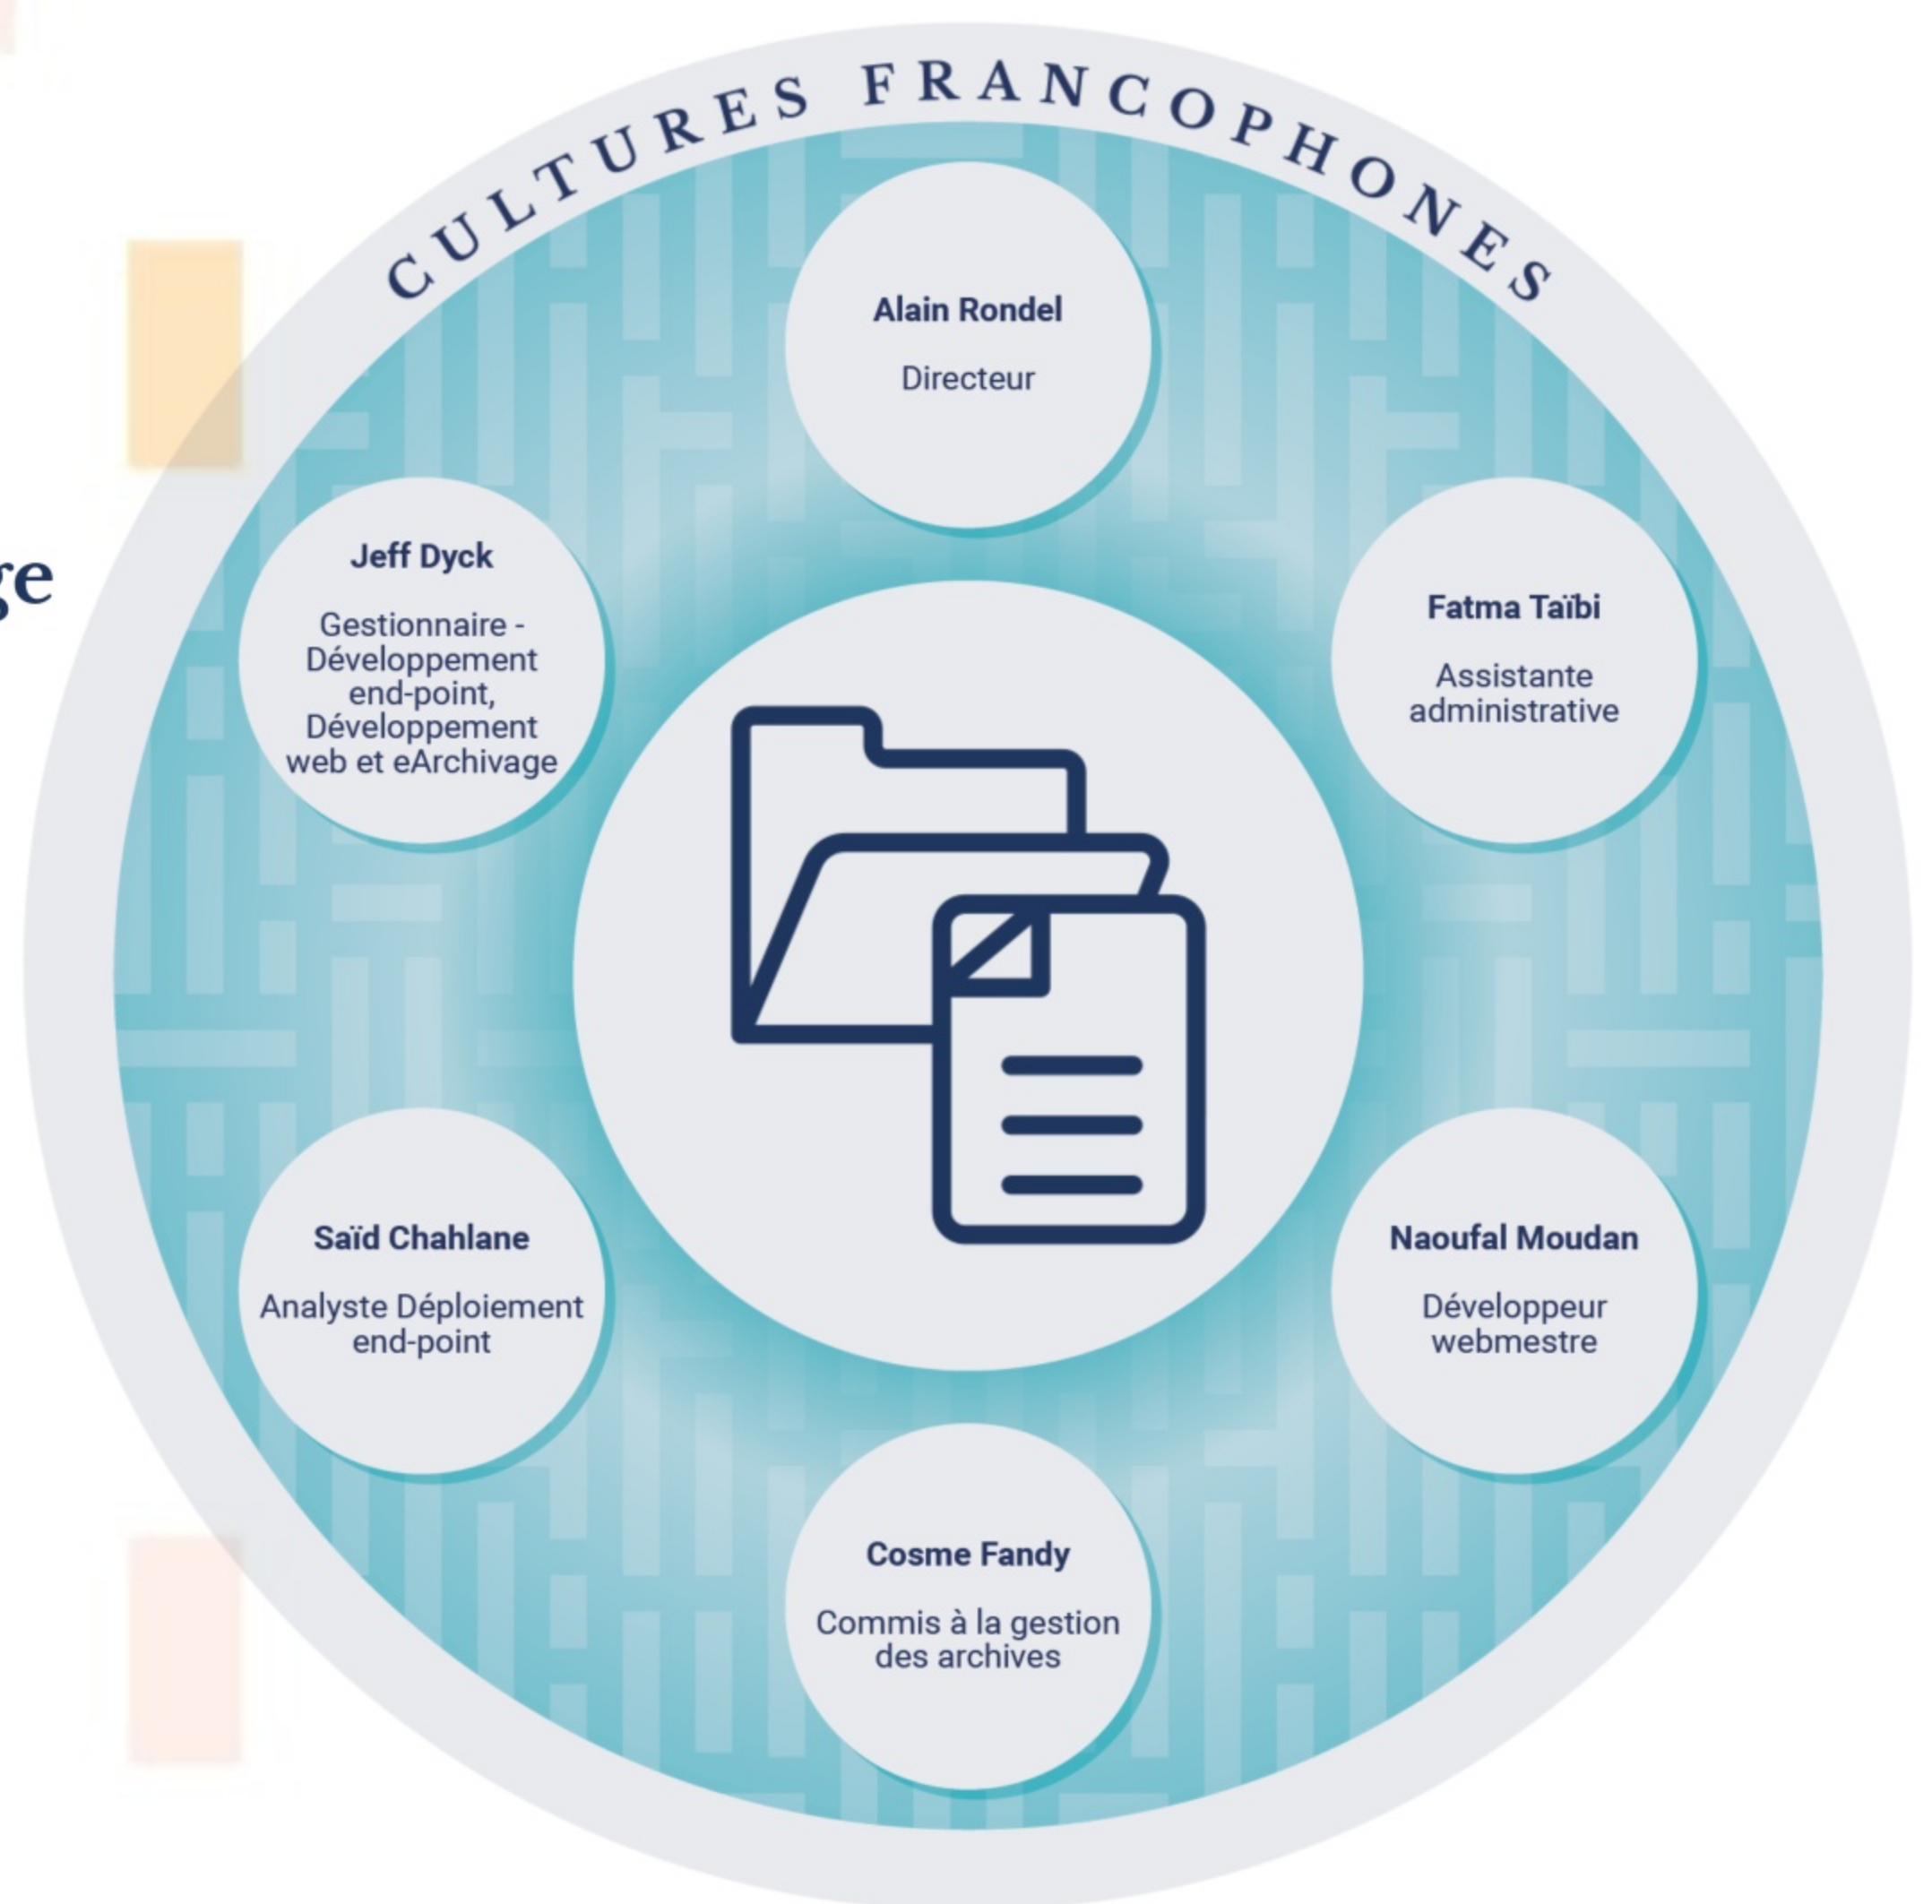 CULTURES FRANCOPHONES
Alain Rondel
Directeur
Jeff Dyck
Gestionnaire -
Développement
end-point,
Développement
web et eArchivage
Fatma Taïbi
Assistante
administrative
Saïd Chahlane
Analyste Déploiement
end-point
Naoufal Moudan
Développeur
webmestre
Cosme Fandy
Commis à la gestion
des archives